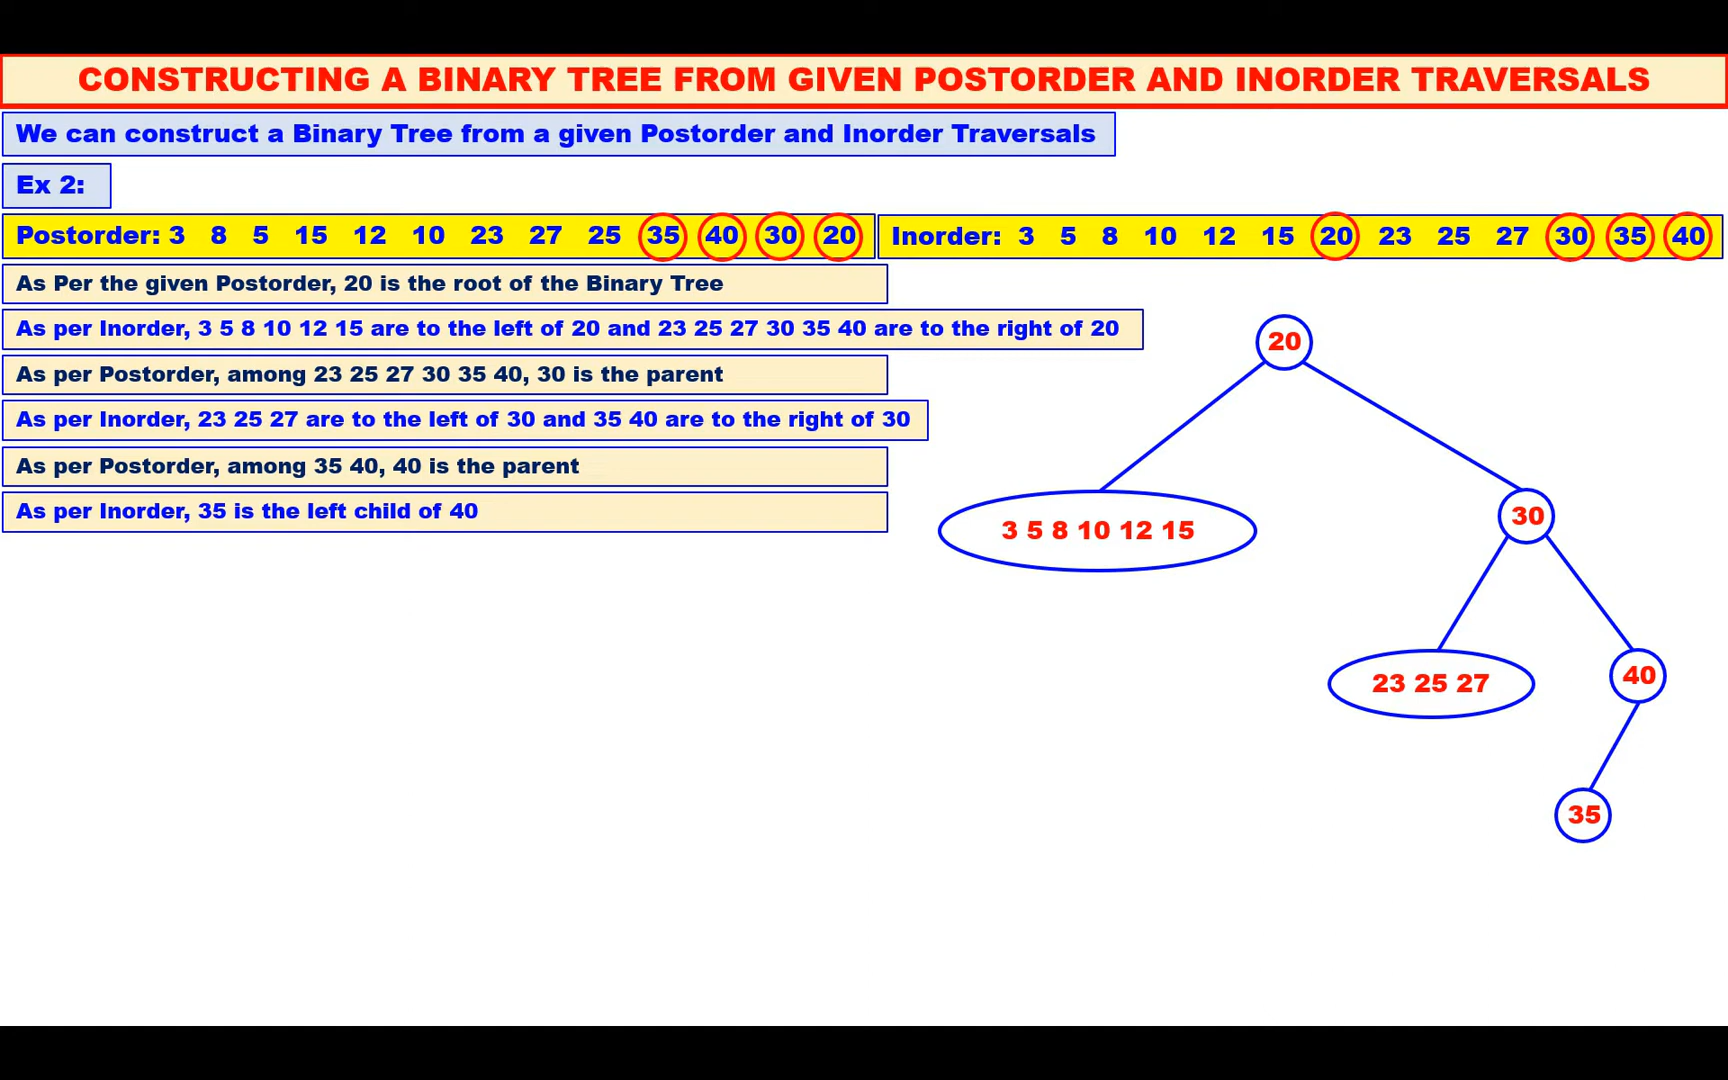 CONSTRUCTING A BINARY TREE FROM GIVEN POSTORDER AND INORDER TRAVERSALS
We can construct a Binary Tree from a given Postorder and Inorder Traversals
Ex 2:
Postorder: 3 8 5 15 12 10 23 27 25 35 40 30 20
Inorder: 3 5 8 10 12 15 20 23 25 27 30 35 40
As Per the given Postorder, 20 is the root of the Binary Tree
As per Inorder, 3 5 8 10 12 15 are to the left of 20 and 23 25 27 30 35 40 are to the right of 20
As per Postorder, among 23 25 27 30 35 40, 30 is the parent
As per Inorder, 23 25 27 are to the left of 30 and 35 40 are to the right of 30
As per Postorder, among 35 40, 40 is the parent
As per Inorder, 35 is the left child of 40
20
3 5 8 10 12 15
30
23 25 27
40
35